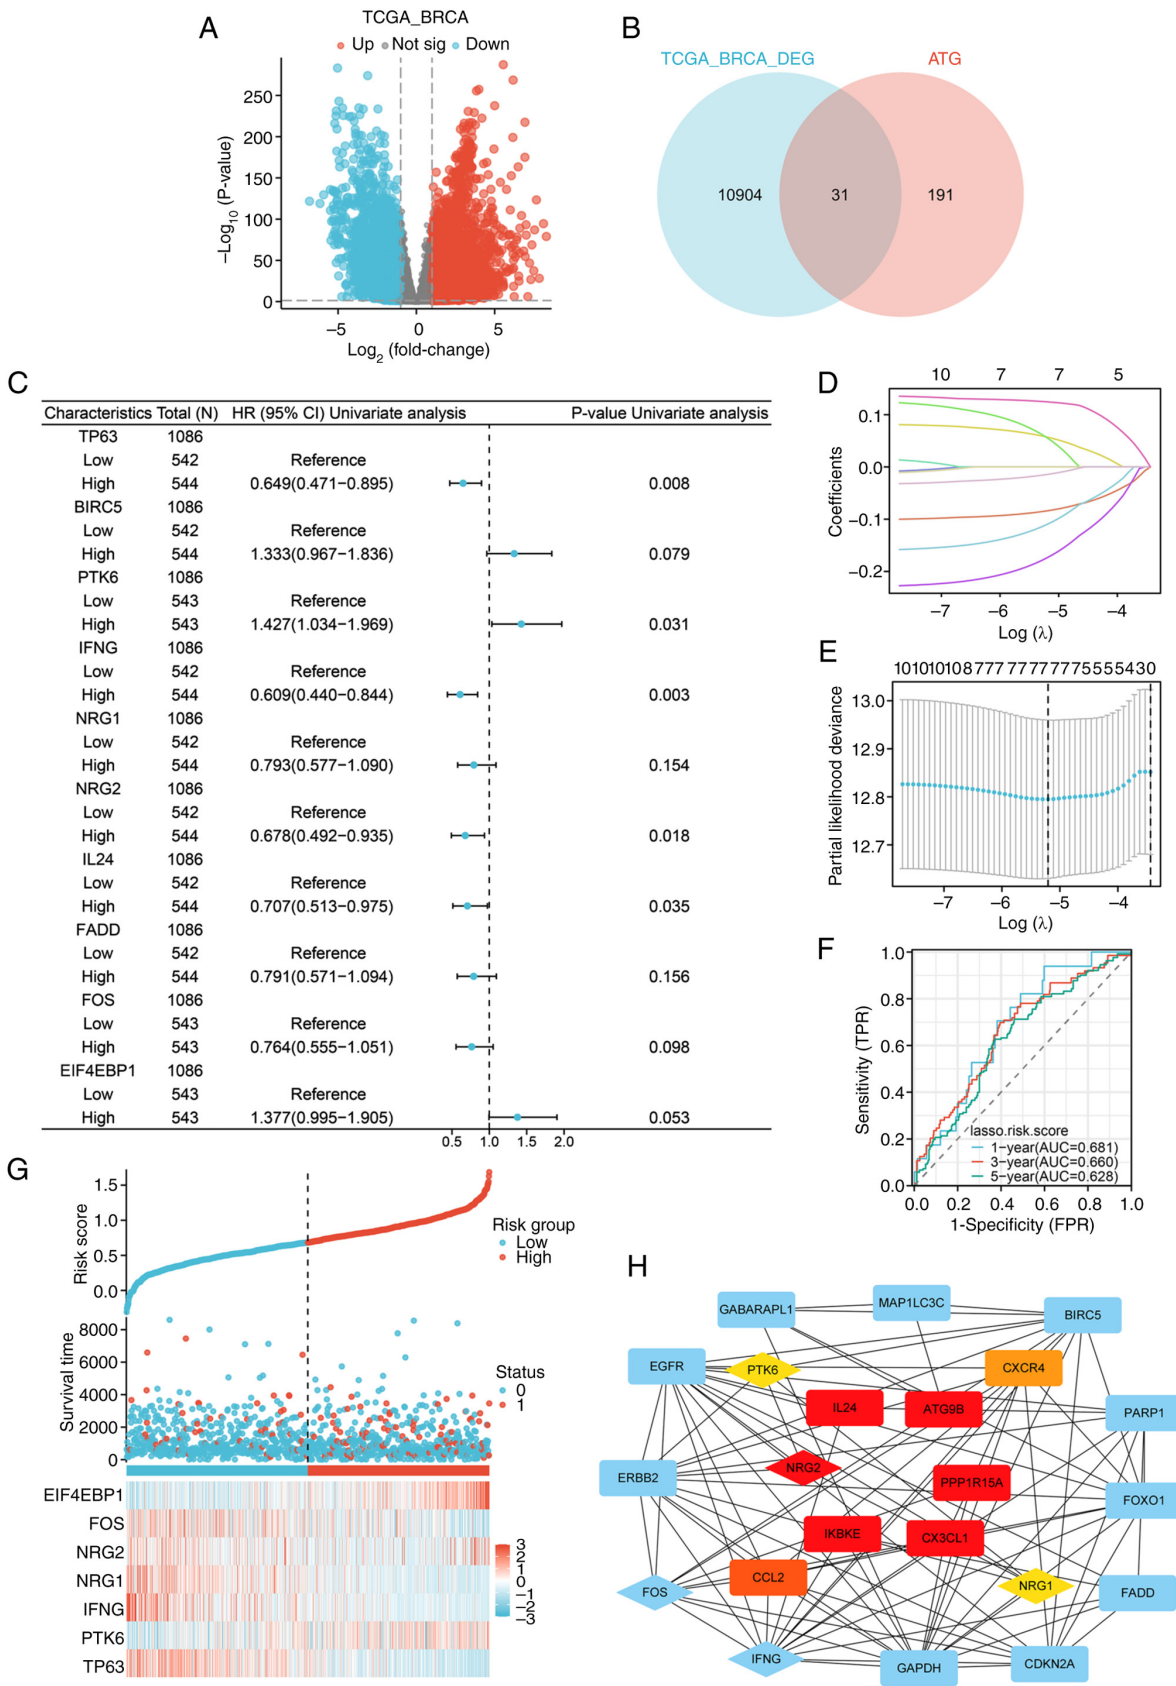 A
TCGA_BRCA
Up Not sig Down
250
200
150
100
50
0
−Log10 (P-value)
−5 0 5
Log2 (fold-change)
B
TCGA_BRCA_DEG ATG
10904 31 191
C
Characteristics Total (N) HR (95% CI) Univariate analysis P-value Univariate analysis
TP63 1086
Low 542 Reference
High 544 0.649(0.471−0.895) 0.008
BIRC5 1086
Low 542 Reference
High 544 1.333(0.967−1.836) 0.079
PTK6 1086
Low 543 Reference
High 543 1.427(1.034−1.969) 0.031
IFNG 1086
Low 542 Reference
High 544 0.609(0.440−0.844) 0.003
NRG1 1086
Low 542 Reference
High 544 0.793(0.577−1.090) 0.154
NRG2 1086
Low 542 Reference
High 544 0.678(0.492−0.935) 0.018
IL24 1086
Low 542 Reference
High 544 0.707(0.513−0.975) 0.035
FADD 1086
Low 542 Reference
High 544 0.791(0.571−1.094) 0.156
FOS 1086
Low 543 Reference
High 543 0.764(0.555−1.051) 0.098
EIF4EBP1 1086
Low 543 Reference
High 543 1.377(0.995−1.905) 0.053
0.5 1.0 1.5 2.0
D
10 7 7 5
0.1
0.0
−0.1
−0.2
Coefficients
−7 −6 −5 −4
Log (λ)
E
1010101087 77 77 77 77 7755555430
13.0
12.9
12.8
12.7
Partial likelihood deviance
−7 −6 −5 −4
Log (λ)
F
1.0
0.8
0.6
0.4
0.2
0.0
Sensitivity (TPR)
lasso.risk.score
1-year(AUC=0.681)
3-year(AUC=0.660)
5-year(AUC=0.628)
0.0 0.2 0.4 0.6 0.8 1.0
1-Specificity (FPR)
G
1.5
1.0
0.5
0.0
Risk score
Risk group
Low
High
8000
6000
4000
2000
0
Survival time
Status
0
1
EIF4EBP1
FOS
NRG2
NRG1
IFNG
PTK6
TP63
3
2
1
0
−1
−2
−3
H
GABARAPL1
MAP1LC3C
BIRC5
EGFR
PTK6
CXCR4
IL24
ATG9B
PARP1
NRG2
ERBB2
PPP1R15A
FOXO1
IKBKE
CX3CL1
CCL2
NRG1
FOS
FADD
IFNG
GAPDH
CDKN2A